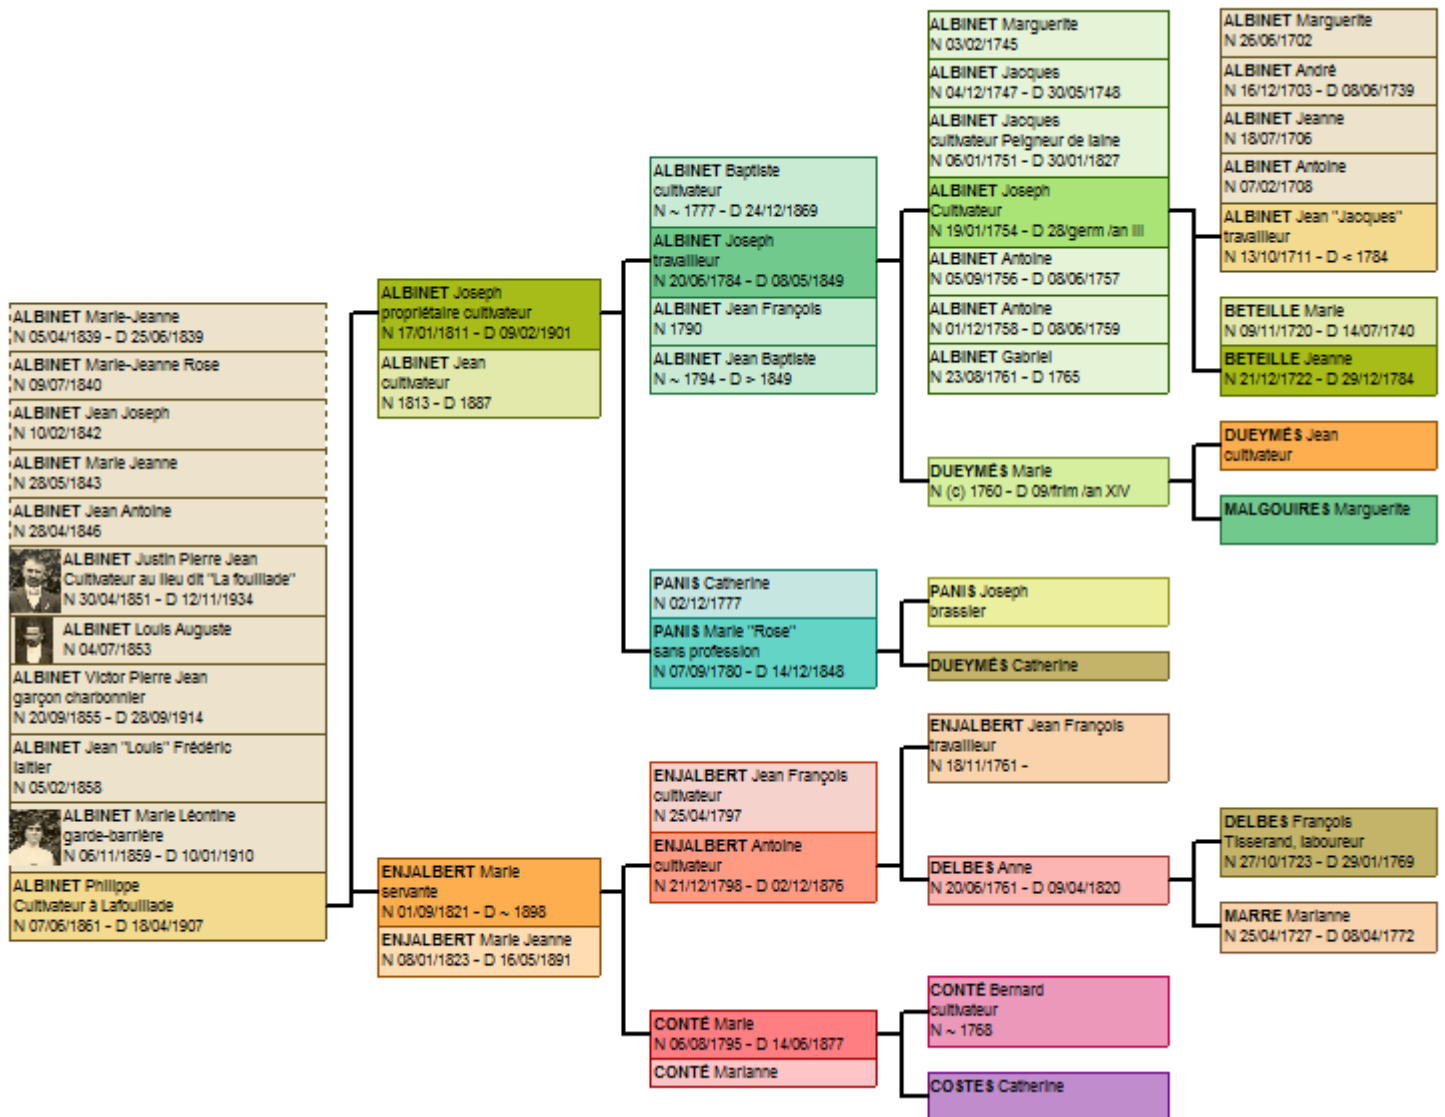 ALBINET Marie-Jeanne
N 05/04/1839 - D 25/06/1839
ALBINET Marie-Jeanne Rose
N 09/07/1840
ALBINET Jean Joseph
N 10/02/1842
ALBINET Marie Jeanne
N 28/05/1843
ALBINET Jean Antoine
N 28/04/1846
ALBINET Justin Pierre Jean
Cultivateur au lieu dit "La fouillade"
N 30/04/1851 - D 12/11/1934
ALBINET Louis Auguste
N 04/07/1853
ALBINET Victor Pierre Jean
garçon charbonnier
N 20/09/1855 - D 28/09/1914
ALBINET Jean "Louis" Frédéric
laitier
N 05/02/1858
ALBINET Marie Léontine
garde-barrière
N 06/11/1859 - D 10/01/1910
ALBINET Philippe
Cultivateur à Lafouillade
N 07/06/1861 - D 18/04/1907
ALBINET Joseph
propriétaire cultivateur
N 17/01/1811 - D 09/02/1901
ALBINET Jean
cultivateur
N 1813 - D 1887
ENJALBERT Marie
servante
N 01/09/1821 - D ~ 1898
ENJALBERT Marie Jeanne
N 08/01/1823 - D 16/05/1891
ALBINET Baptiste
cultivateur
N ~ 1777 - D 24/12/1869
ALBINET Joseph
travailleur
N 20/06/1784 - D 08/05/1849
ALBINET Jean François
N 1790
ALBINET Jean Baptiste
N ~ 1794 - D > 1849
PANIS Catherine
N 02/12/1777
PANIS Marie "Rose"
sans profession
N 07/09/1780 - D 14/12/1848
ENJALBERT Jean François
cultivateur
N 25/04/1797
ENJALBERT Antoine
cultivateur
N 21/12/1798 - D 02/12/1876
CONTÉ Marie
N 06/08/1795 - D 14/06/1877
CONTÉ Marianne
ALBINET Marguerite
N 03/02/1745
ALBINET Jacques
N 04/12/1747 - D 30/05/1748
ALBINET Jacques
cultivateur Peigneur de laine
N 06/01/1751 - D 30/01/1827
ALBINET Joseph
Cultivateur
N 19/01/1754 - D 28/germ /an III
ALBINET Antoine
N 05/09/1756 - D 08/06/1757
ALBINET Antoine
N 01/12/1758 - D 08/06/1759
ALBINET Gabriel
N 23/08/1761 - D 1765
DUEYMÉS Marie
N (c) 1760 - D 09/frim /an XIV
PANIS Joseph
brassier
DUEYMÉS Catherine
ENJALBERT Jean François
travailleur
N 18/11/1761 -
DELBES Anne
N 20/06/1761 - D 09/04/1820
CONTÉ Bernard
cultivateur
N ~ 1768
COSTES Catherine
ALBINET Marguerite
N 26/06/1702
ALBINET André
N 16/12/1703 - D 08/06/1739
ALBINET Jeanne
N 18/07/1706
ALBINET Antoine
N 07/02/1708
ALBINET Jean "Jacques"
travailleur
N 13/10/1711 - D < 1784
BETEILLE Marie
N 09/11/1720 - D 14/07/1740
BETEILLE Jeanne
N 21/12/1722 - D 29/12/1784
DUEYMÉS Jean
cultivateur
MALGOUIRES Marguerite
DELBES François
Tisserand, laboureur
N 27/10/1723 - D 29/01/1769
MARRE Marianne
N 25/04/1727 - D 08/04/1772